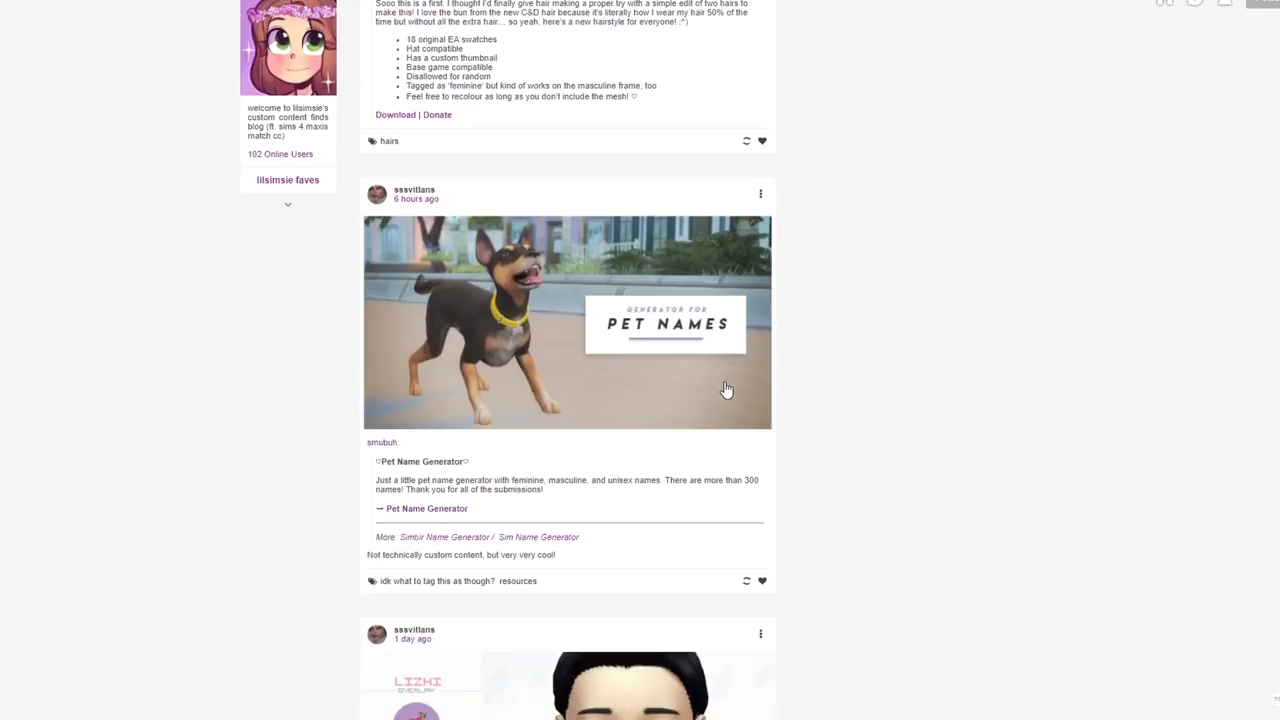 Sooo this is a first. I thought I'd finally give hair making a proper try with a simple edit of two hairs to
make this! I love the bun from the new C&D hair because it's literally how I wear my hair 50% of the
time but without all the extra hair... so yeah, here's a new hairstyle for everyone! :^)
18 original EA swatches
Hat compatible
Has a custom thumbnail
Base game compatible
Disallowed for random
Tagged as 'feminine' but kind of works on the masculine frame, too
Feel free to recolour as long as you don't include the mesh! ♡
Download | Donate
hairs
welcome to lilsimsie's
custom content finds
blog (ft. sims 4 maxis
match cc)
102 Online Users
lilsimsie faves
sssvitlans
6 hours ago
GENERATOR FOR
PET NAMES
smubuh:
♡Pet Name Generator♡
Just a little pet name generator with feminine, masculine, and unisex names. There are more than 300
names! Thank you for all of the submissions!
→ Pet Name Generator
More: Simblr Name Generator / Sim Name Generator
Not technically custom content, but very very cool!
idk what to tag this as though? resources
sssvitlans
1 day ago
LIZHI
OVERLAY